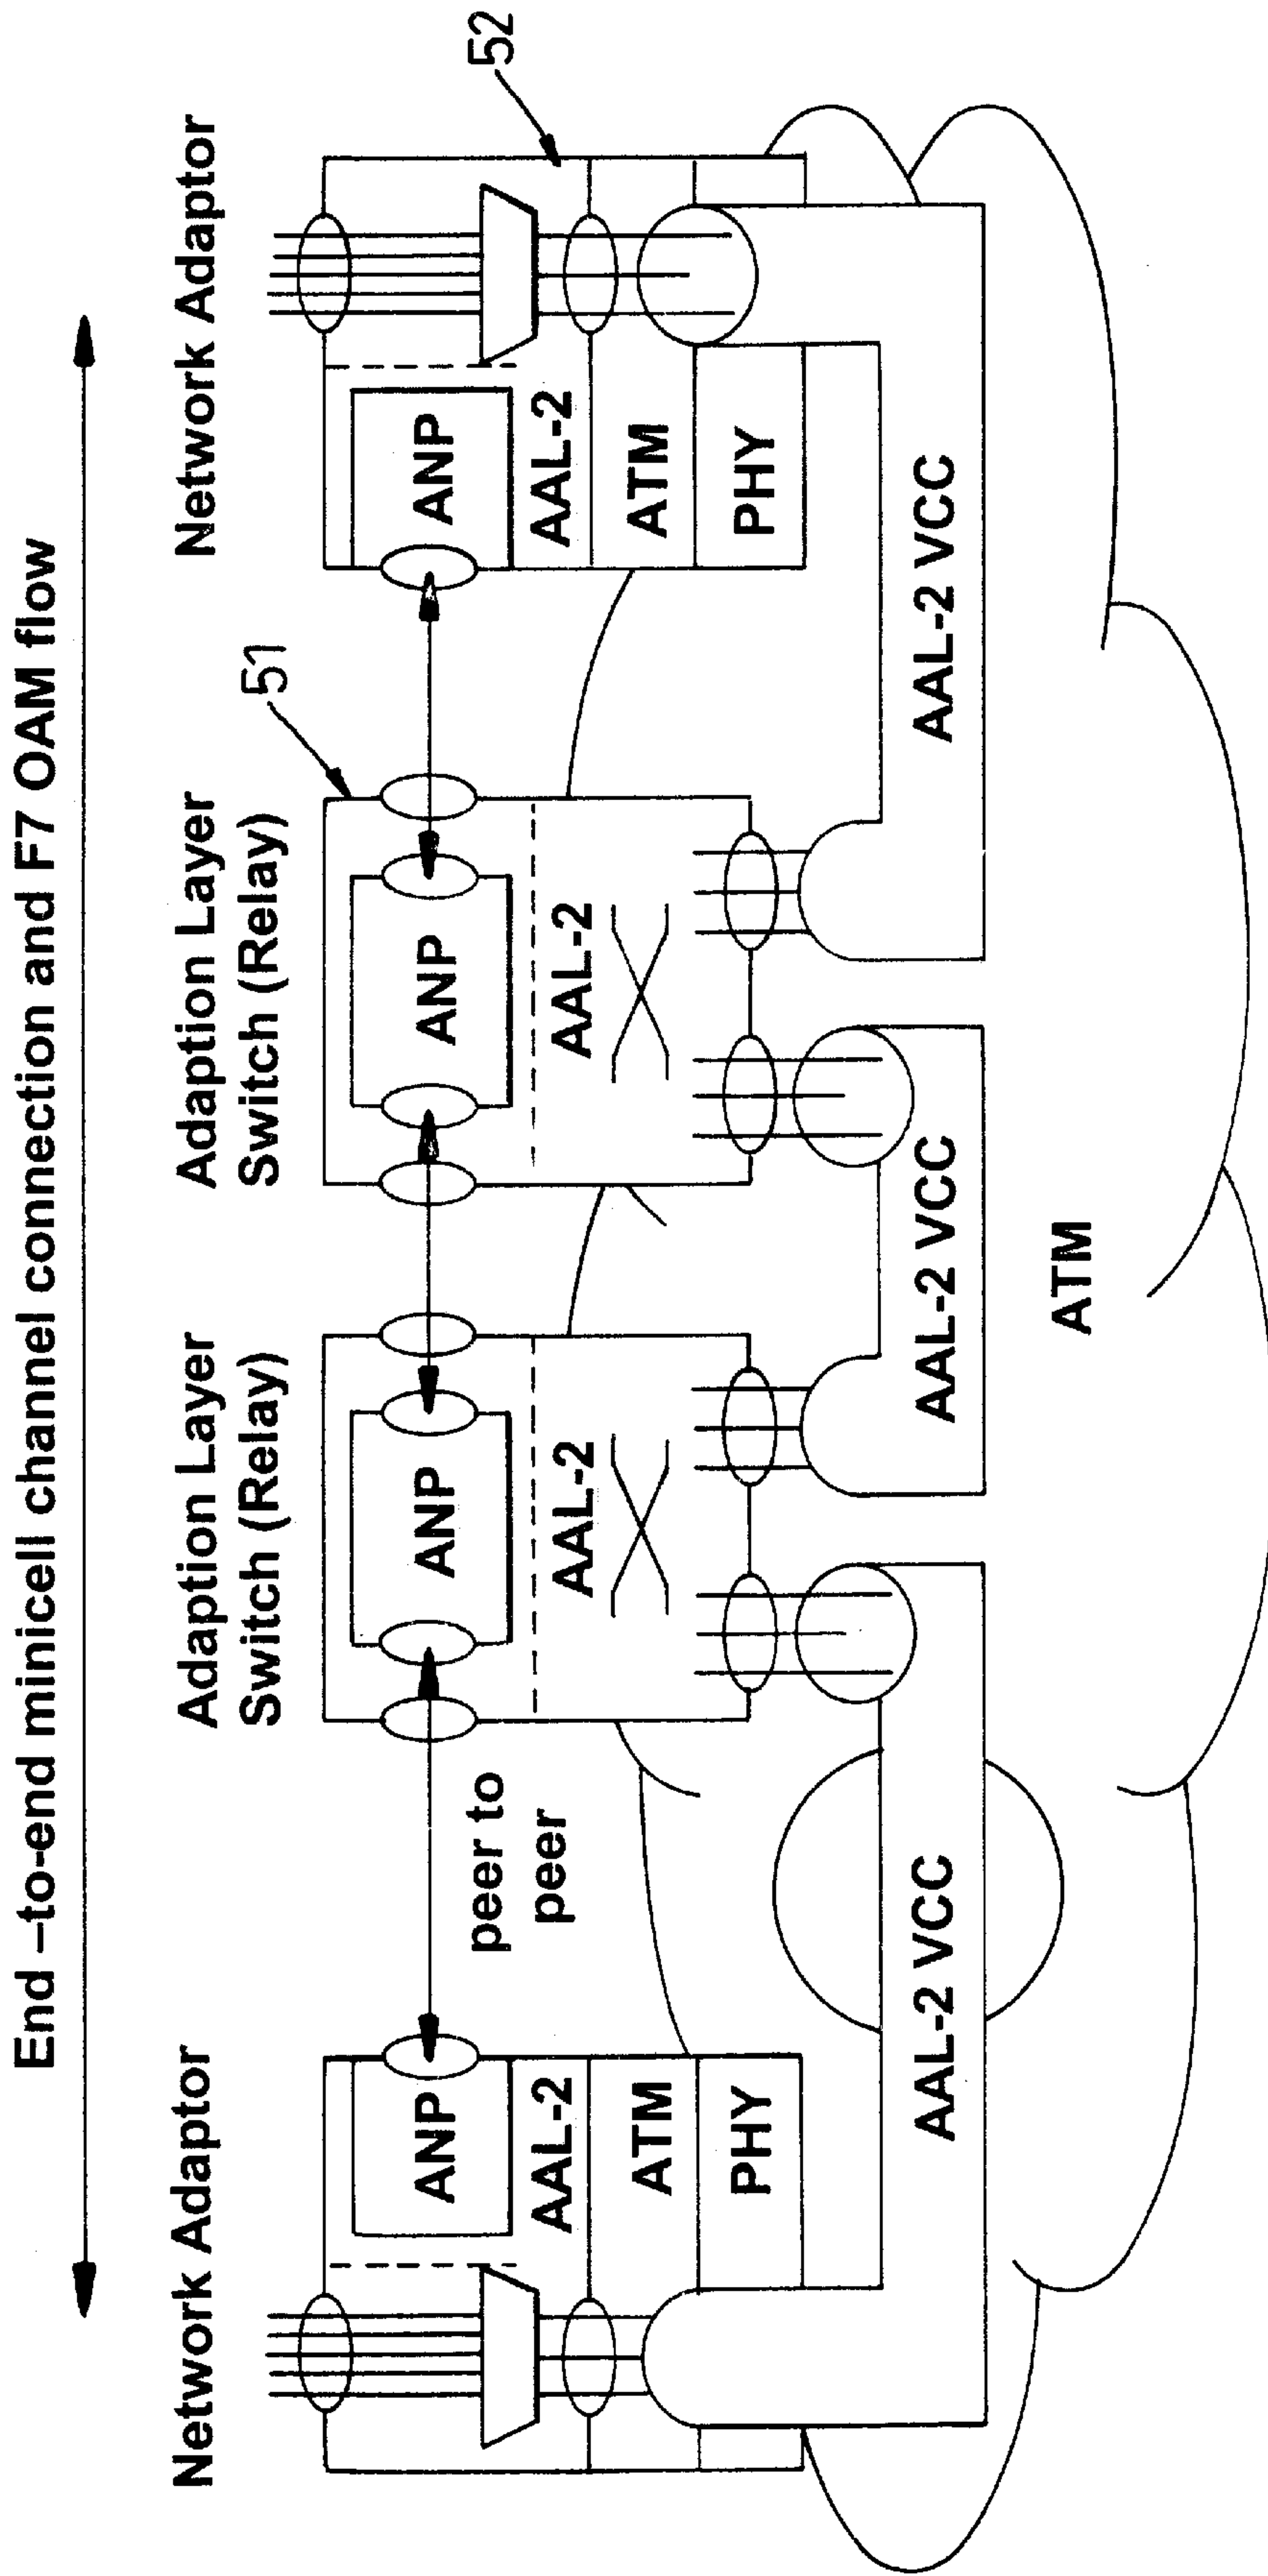 End –to-end minicell channel connection and F7 OAM flow
Network Adaptor
Adaption Layer
Switch (Relay)
Adaption Layer
Switch (Relay)
Network Adaptor
51
52
ANP
ANP
ANP
ANP
peer to
peer
AAL-2
AAL-2
AAL-2
AAL-2
ATM
ATM
PHY
PHY
AAL-2 VCC
AAL-2 VCC
AAL-2 VCC
ATM